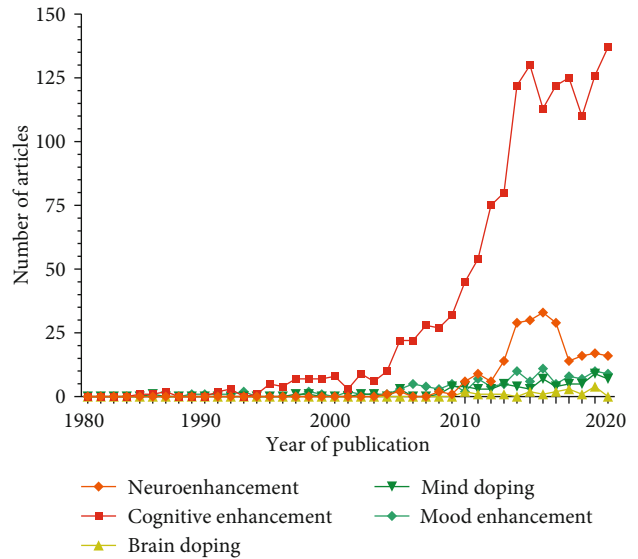 150
125
100
75
50
25
0
Number of articles
1980
1990
2000
2010
2020
Year of publication
Neuroenhancement
Cognitive enhancement
Brain doping
Mind doping
Mood enhancement